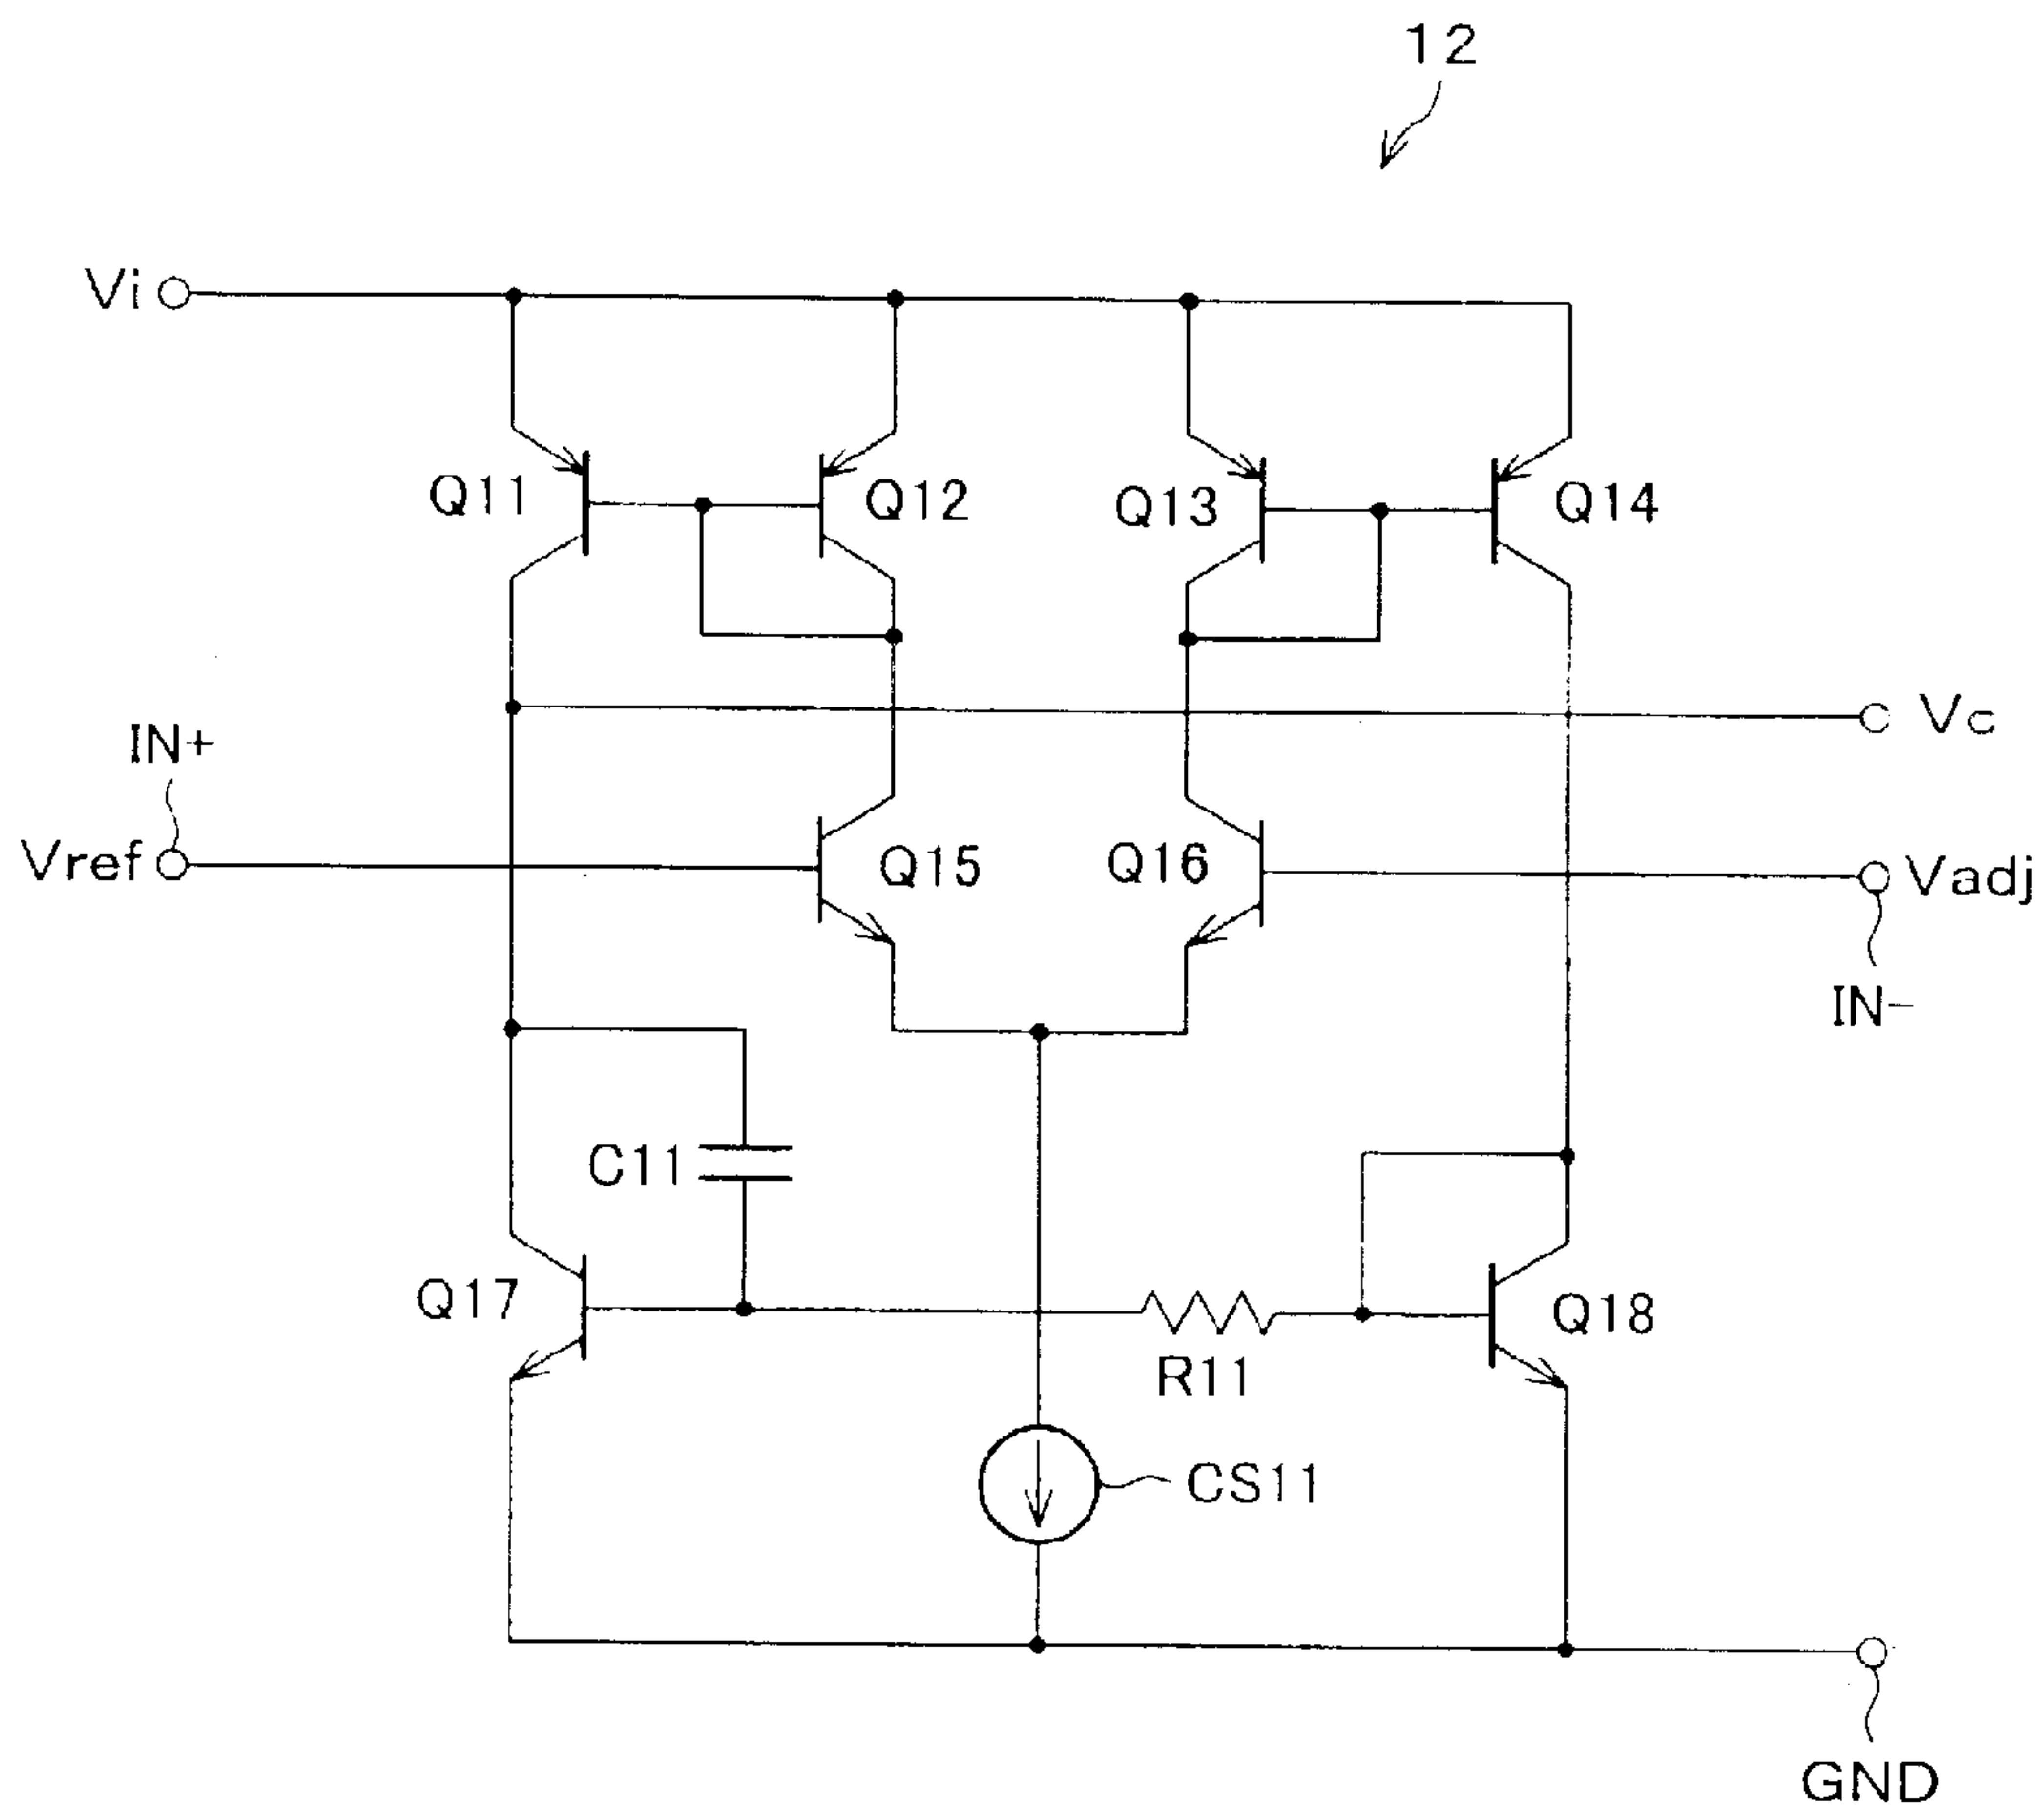 12
Vi
Q11
Q12
Q13
Q14
Vc
IN+
Vref
Q15
Q16
Vadj
IN-
C11
Q17
R11
Q18
CS11
GND